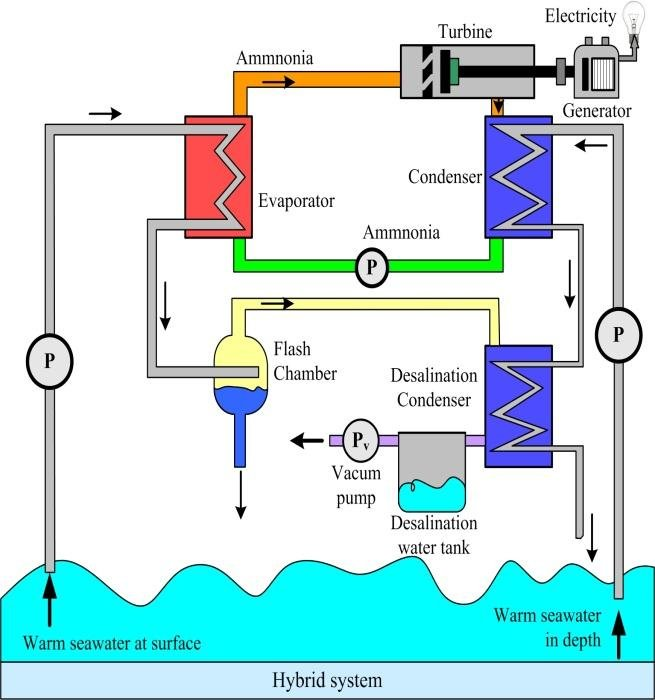 Electricity
Turbine
Ammnonia
Generator
Condenser
Evaporator
Ammnonia
P
P
P
Flash
Chamber
Desalination
Condenser
Pv
Vacum
pump
Desalination
water tank
Warm seawater at surface
Warm seawater
in depth
Hybrid system